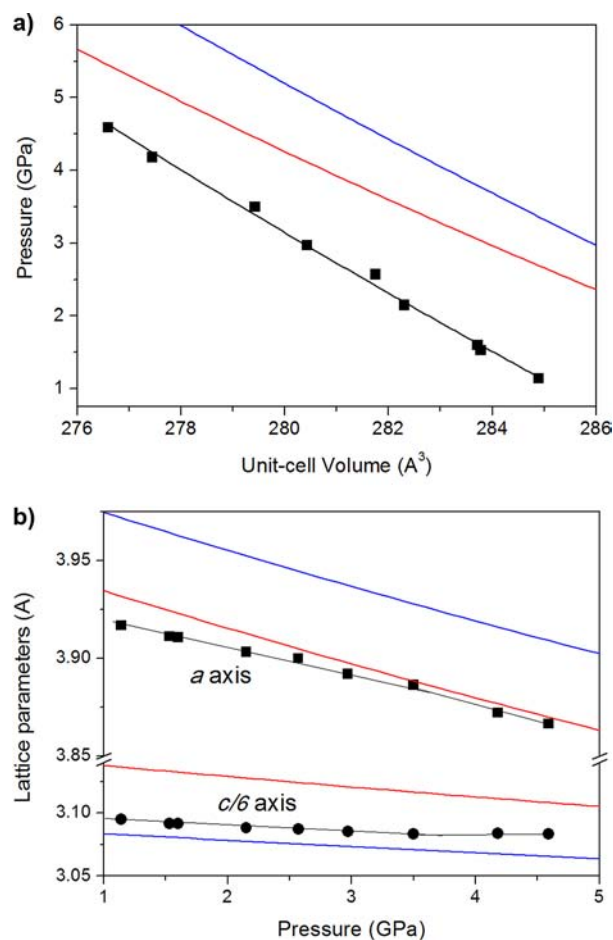 a)
6
5
4
3
2
1
Pressure (GPa)
276 278 280 282 284 286
Unit-cell Volume (A³)
b)
3.95
3.90
3.85
3.10
3.05
Lattice parameters (A)
a axis
c/6 axis
1 2 3 4 5
Pressure (GPa)